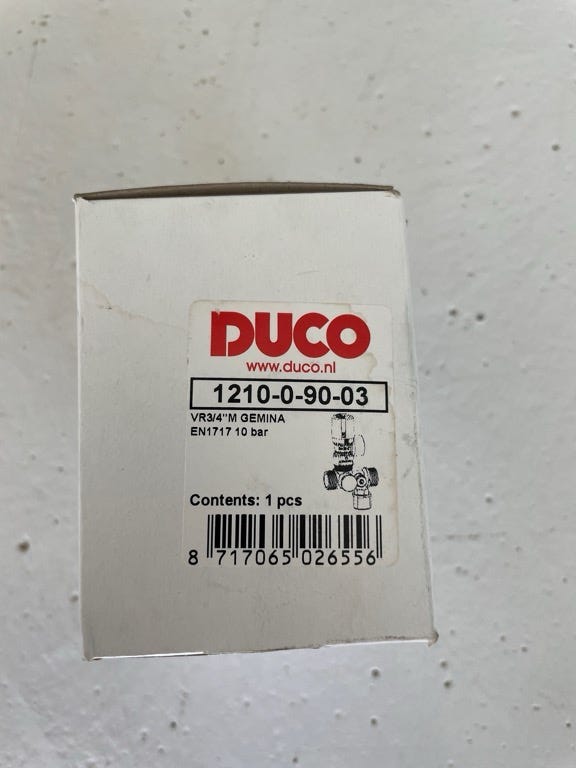 DUCO
www.duco.nl
1210-0-90-03
VR3/4"M GEMINA
EN1717 10 bar
Contents: 1 pcs
8 717065 026556